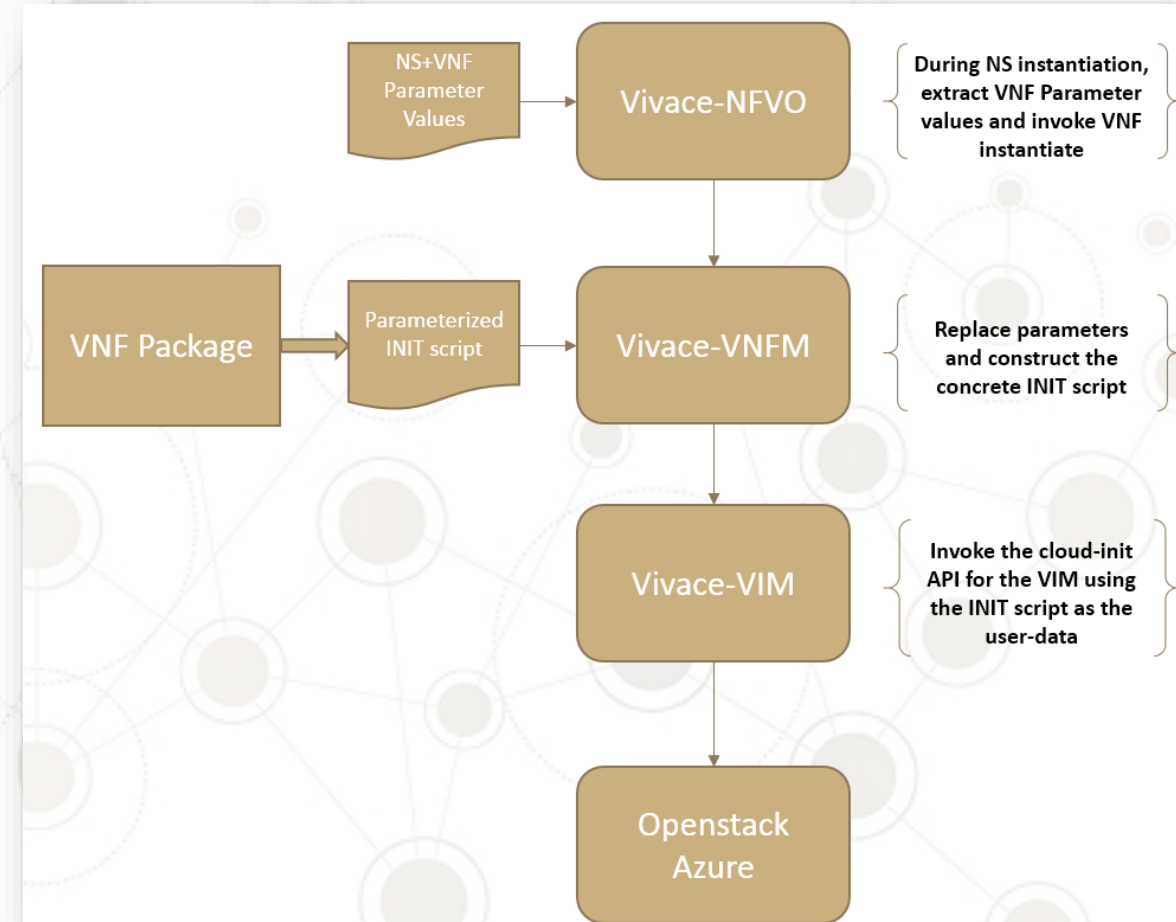 NS+VNF
Parameter
Values
Vivace-NFVO
During NS instantiation,
extract VNF Parameter
values and invoke VNF
instantiate
VNF Package
Parameterized
INIT script
Vivace-VNFM
Replace parameters
and construct the
concrete INIT script
Vivace-VIM
Invoke the cloud-init
API for the VIM using
the INIT script as the
user-data
Openstack
Azure